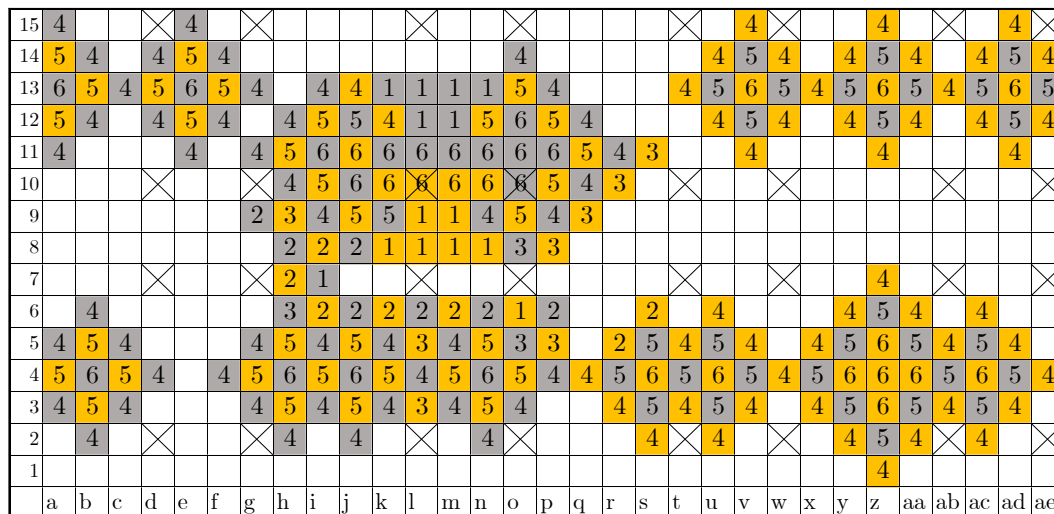 15 4 4 4 4 4
14 5 4 4 5 4 4 4 5 4 4 5 4 4 5 4
13 6 5 4 5 6 5 4 4 4 1 1 1 1 5 4 4 5 6 5 4 5 6 5 4 5 6 5
12 5 4 4 5 4 4 5 5 4 1 1 5 6 5 4 4 5 4 4 5 4 4 5 4
11 4 4 4 5 6 6 6 6 6 6 6 6 5 4 3 4 4 4
10 4 5 6 6 6 6 6 6 5 4 3
9 2 3 4 5 5 1 1 4 5 4 3
8 2 2 2 1 1 1 1 3 3
7 2 1 4
6 4 3 2 2 2 2 2 2 1 2 2 4 4 5 4 4
5 4 5 4 4 5 4 5 4 3 4 5 3 3 2 5 4 5 4 4 5 6 5 4 5 4
4 5 6 5 4 4 5 6 5 6 5 4 5 6 5 4 4 5 6 5 6 5 4 5 6 6 6 5 6 5 4
3 4 5 4 4 5 4 5 4 3 4 5 4 4 5 4 5 4 4 5 6 5 4 5 4
2 4 4 4 4 4 4 4 5 4 4
1 4
a b c d e f g h i j k l m n o p q r s t u v w x y z aa ab ac ad ae